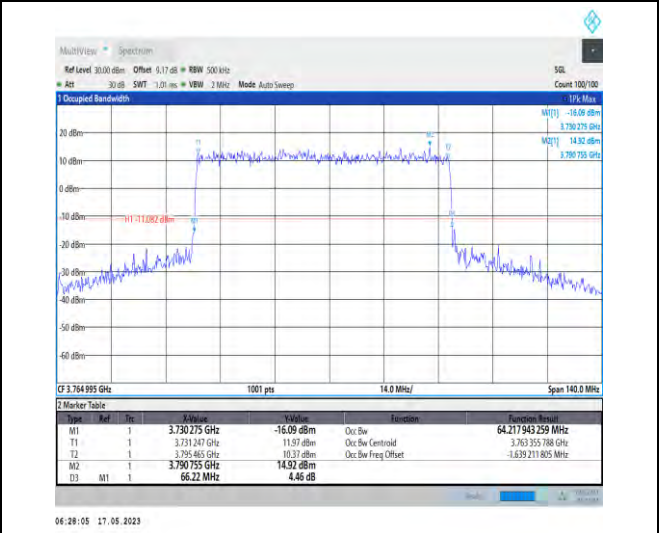 MultiView Spectrum
Ref Level 30.00 dBm Offset 9.17 dB RBW 500 kHz SGL
Att 30 dB SWT 1.01 ms VBW 2 MHz Mode Auto Sweep Count 100/100
1 Occupied Bandwidth 1Pk Max
M1[1] -16.09 dBm
3.730 275 GHz
M2[1] 14.92 dBm
3.790 755 GHz
20 dBm
T1 M2 T2
10 dBm
0 dBm
-10 dBm
H1 -11.082 dBm
M1
-20 dBm
-30 dBm
-40 dBm
-50 dBm
-60 dBm
CF 3.764 995 GHz 1001 pts 14.0 MHz/ Span 140.0 MHz
2 Marker Table
Type Ref Trc X-Value Y-Value Function Function Result
M1 1 3.730 275 GHz -16.09 dBm Occ Bw 64.217 943 259 MHz
T1 1 3.731 247 GHz 11.97 dBm Occ Bw Centroid 3.763 355 788 GHz
T2 1 3.795 465 GHz 10.37 dBm Occ Bw Freq Offset -1.639 211 805 MHz
M2 1 3.790 755 GHz 14.92 dBm
D3 M1 1 66.22 MHz 4.46 dB
06:28:05 17.05.2023